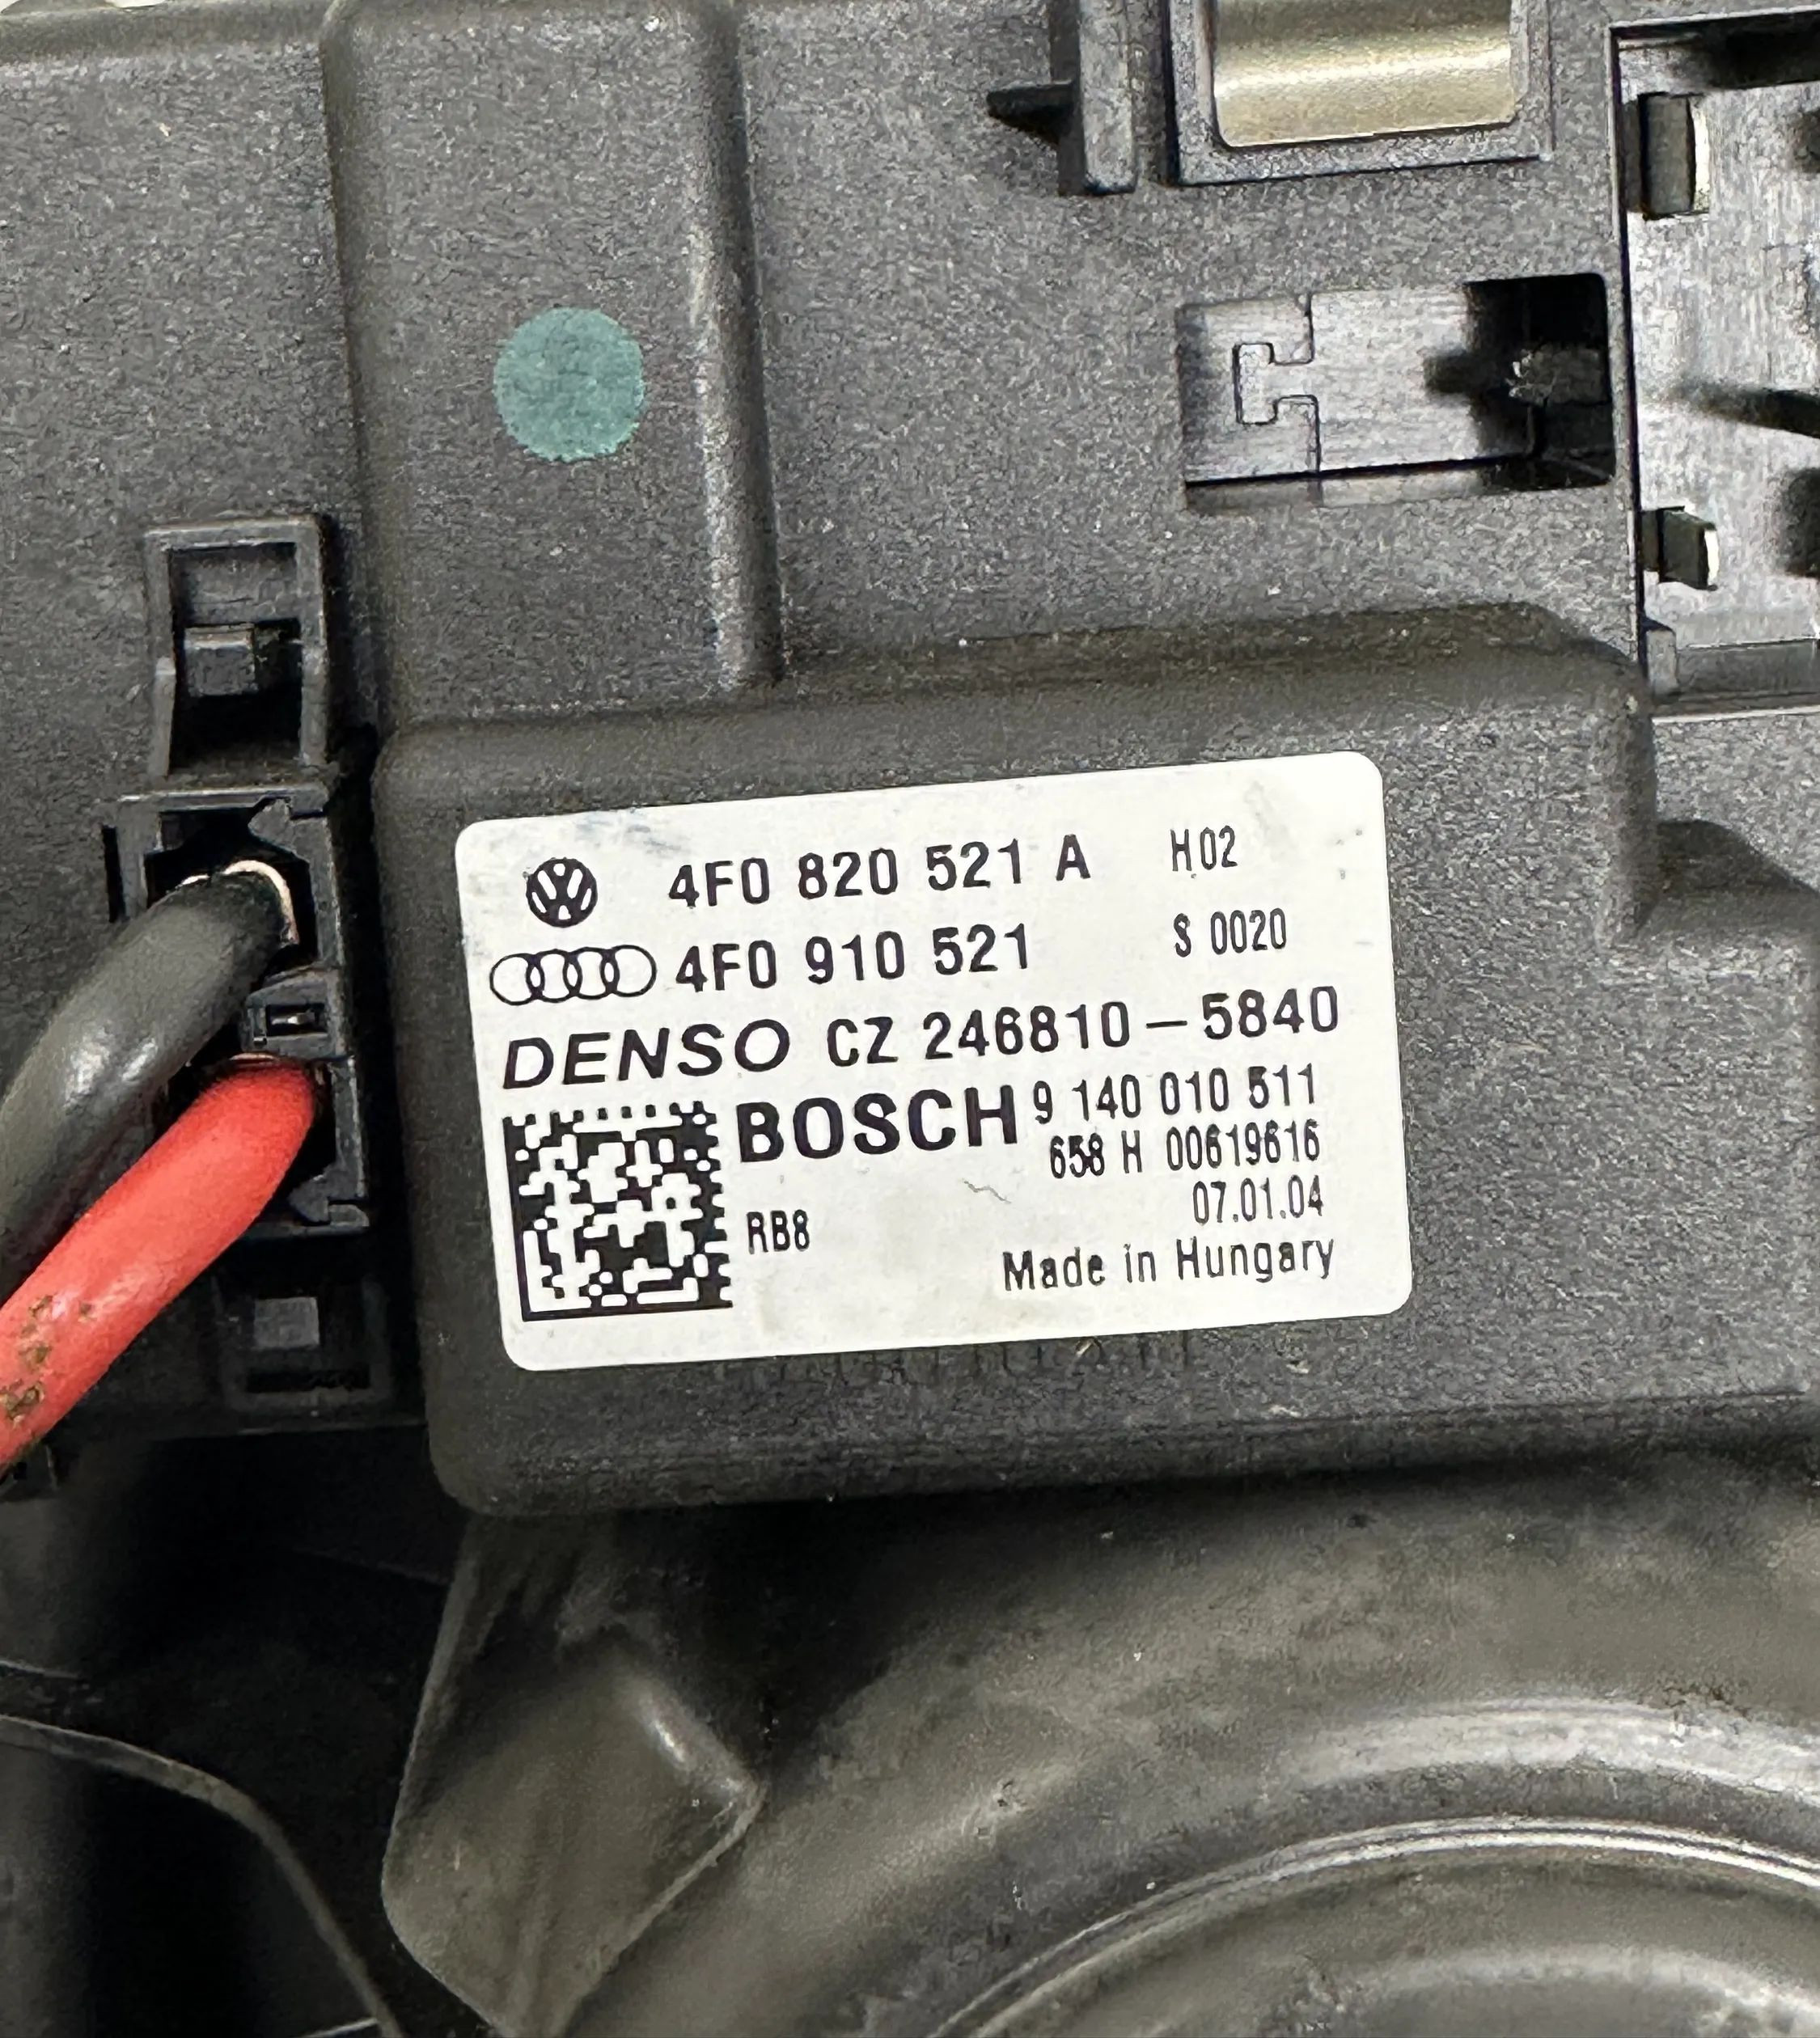 4F0 820 521 A H02
4F0 910 521 S 0020
DENSO CZ 246810-5840
BOSCH 9 140 010 511
658 H 00619616
07.01.04
RB8
Made in Hungary